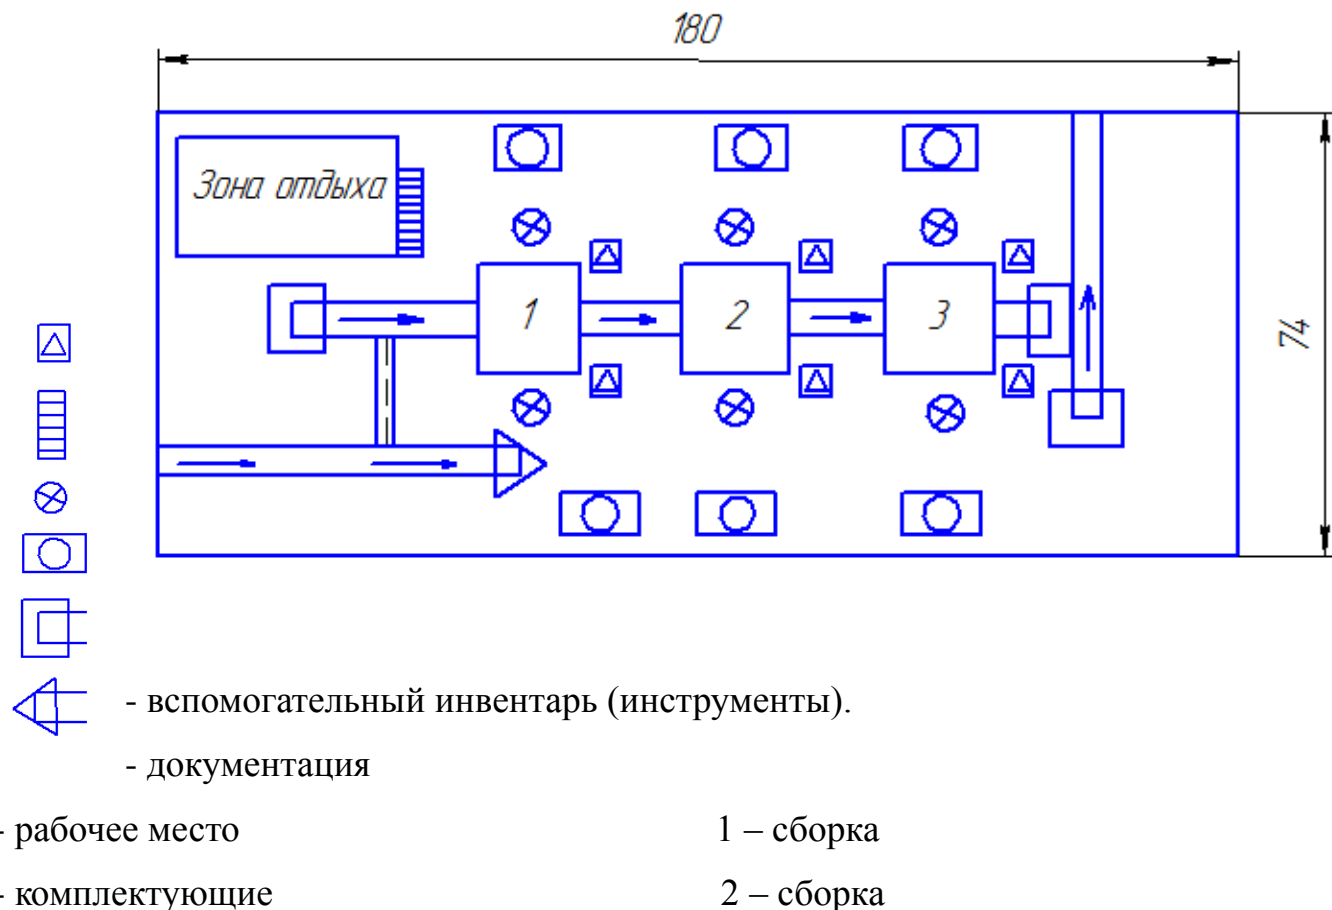 180
Зона отдыха
1
2
3
74
- вспомогательный инвентарь (инструменты).
- документация
- рабочее место 1 – сборка
- комплектующие 2 – сборка